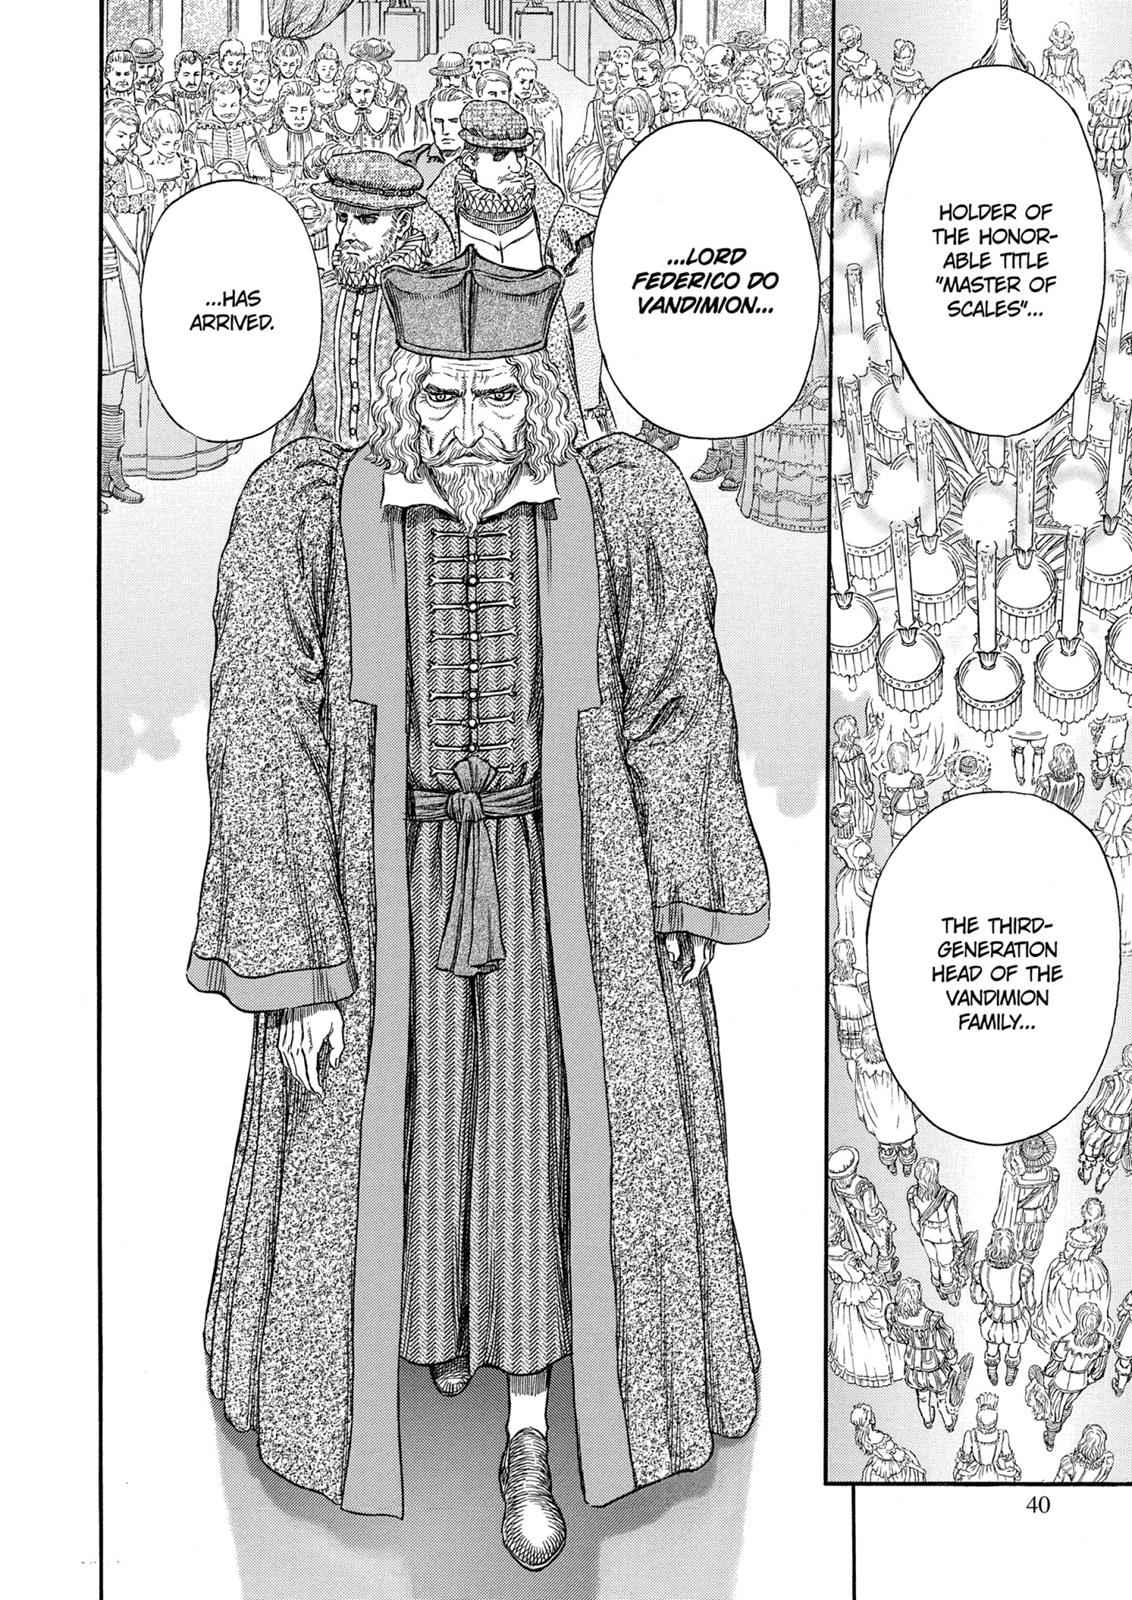 HOLDER OF
THE HONOR-
ABLE TITLE
"MASTER OF
SCALES"...
THE THIRD-
GENERATION
HEAD OF THE
VANDIMION
FAMILY...
...LORD
FEDERICO DO
VANDIMION...
...HAS
ARRIVED.
40